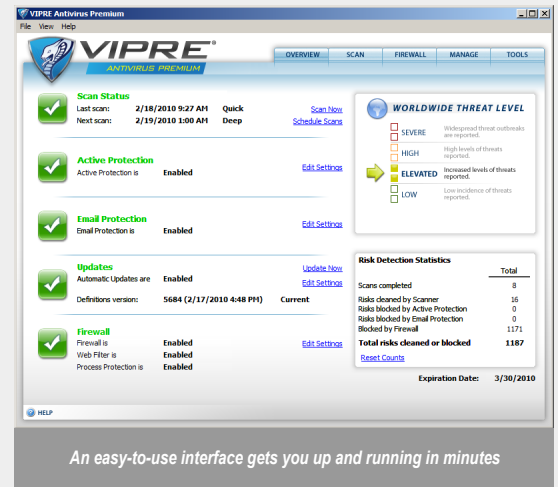 VIPRE Antivirus Premium
File View Help
VIPRE®
ANTIVIRUS PREMIUM
OVERVIEW SCAN FIREWALL MANAGE TOOLS
Scan Status
Last scan: 2/18/2010 9:27 AM Quick Scan Now
Next scan: 2/19/2010 1:00 AM Deep Schedule Scans
Active Protection
Active Protection is Enabled Edit Settings
Email Protection
Email Protection is Enabled Edit Settings
Updates Update Now
Automatic Updates are Enabled Edit Settings
Definitions version: 5684 (2/17/2010 4:48 PM) Current
Firewall
Firewall is Enabled Edit Settings
Web Filter is Enabled
Process Protection is Enabled
WORLDWIDE THREAT LEVEL
SEVERE Widespread threat outbreaks
are reported.
HIGH High levels of threats
reported.
ELEVATED Increased levels of threats
reported.
LOW Low incidence of threats
reported.
Risk Detection Statistics
Total
Scans completed 8
Risks cleaned by Scanner 16
Risks blocked by Active Protection 0
Risks blocked by Email Protection 0
Blocked by Firewall 1171
Total risks cleaned or blocked 1187
Reset Counts
Expiration Date: 3/30/2010
HELP
An easy-to-use interface gets you up and running in minutes